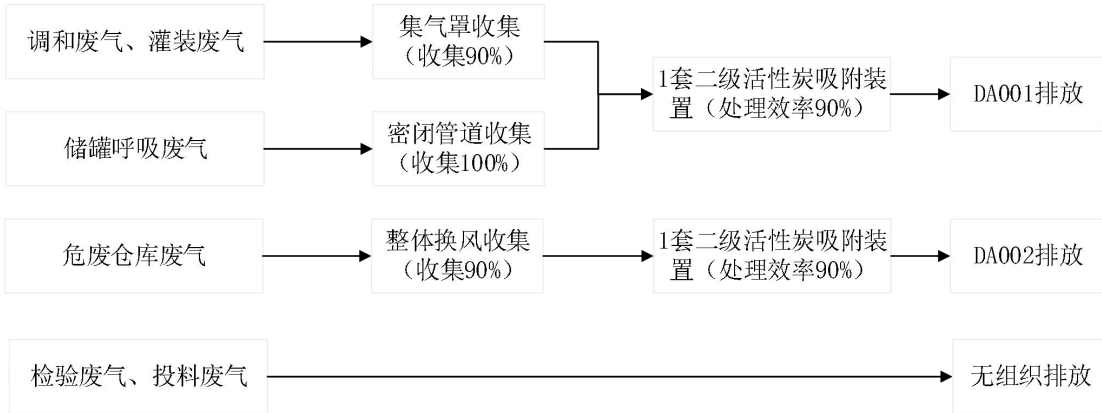 调和废气、灌装废气
集气罩收集
（收集90%）
储罐呼吸废气
密闭管道收集
（收集100%）
1套二级活性炭吸附装
置（处理效率90%）
DA001排放
危废仓库废气
整体换风收集
（收集90%）
1套二级活性炭吸附装
置（处理效率90%）
DA002排放
检验废气、投料废气
无组织排放